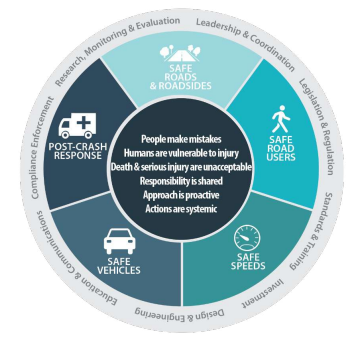 Research, Monitoring & Evaluation
Leadership & Coordination
Legislation & Regulation
Standards & Training
Investment
Design & Engineering
Education & Communications
Compliance Enforcement
SAFE
ROADS
& ROADSIDES
SAFE
ROAD
USERS
SAFE
SPEEDS
SAFE
VEHICLES
POST-CRASH
RESPONSE
People make mistakes
Humans are vulnerable to injury
Death & serious injury are unacceptable
Responsibility is shared
Approach is proactive
Actions are systemic